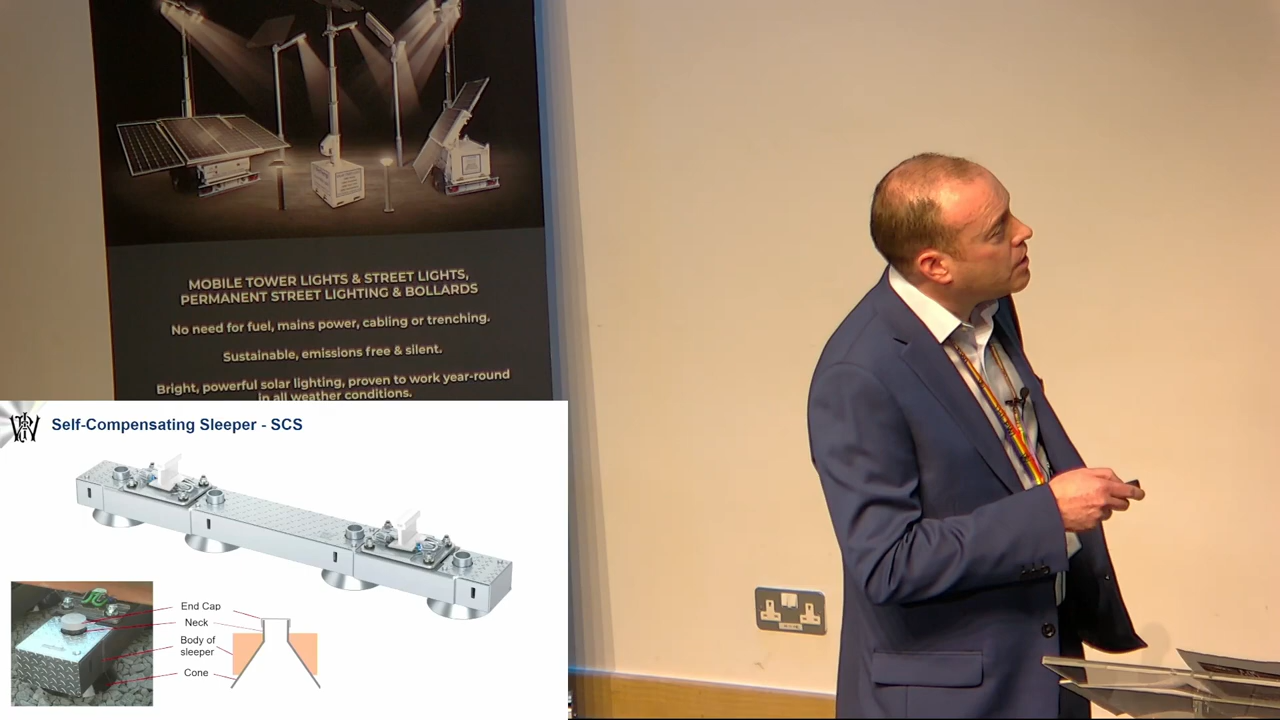 MOBILE TOWER LIGHTS & STREET LIGHTS,
PERMANENT STREET LIGHTING & BOLLARDS
No need for fuel, mains power, cabling or trenching.
Sustainable, emissions free & silent.
Bright, powerful solar lighting, proven to work year-round
in all weather conditions.
Self-Compensating Sleeper - SCS
End Cap
Neck
Body of
sleeper
Cone